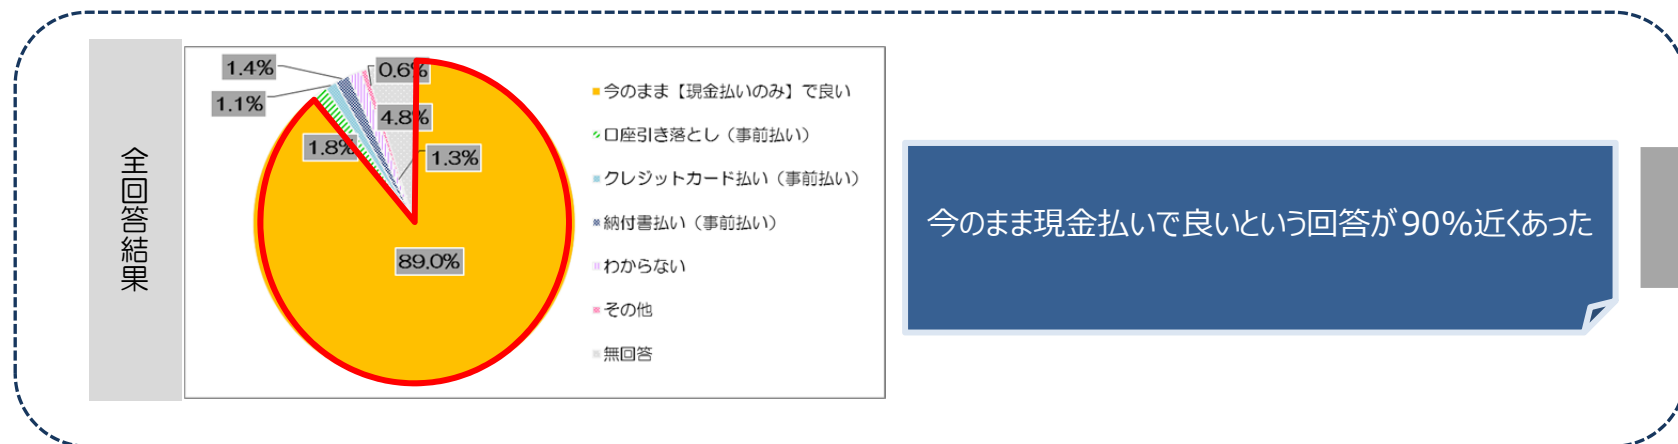 全回答結果
1.4%
0.6%
1.1%
4.8%
1.8%
1.3%
89.0%
今のまま【現金払いのみ】で良い
口座引き落とし（事前払い）
クレジットカード払い（事前払い）
納付書払い（事前払い）
わからない
その他
無回答
今のまま現金払いで良いという回答が90%近くあった